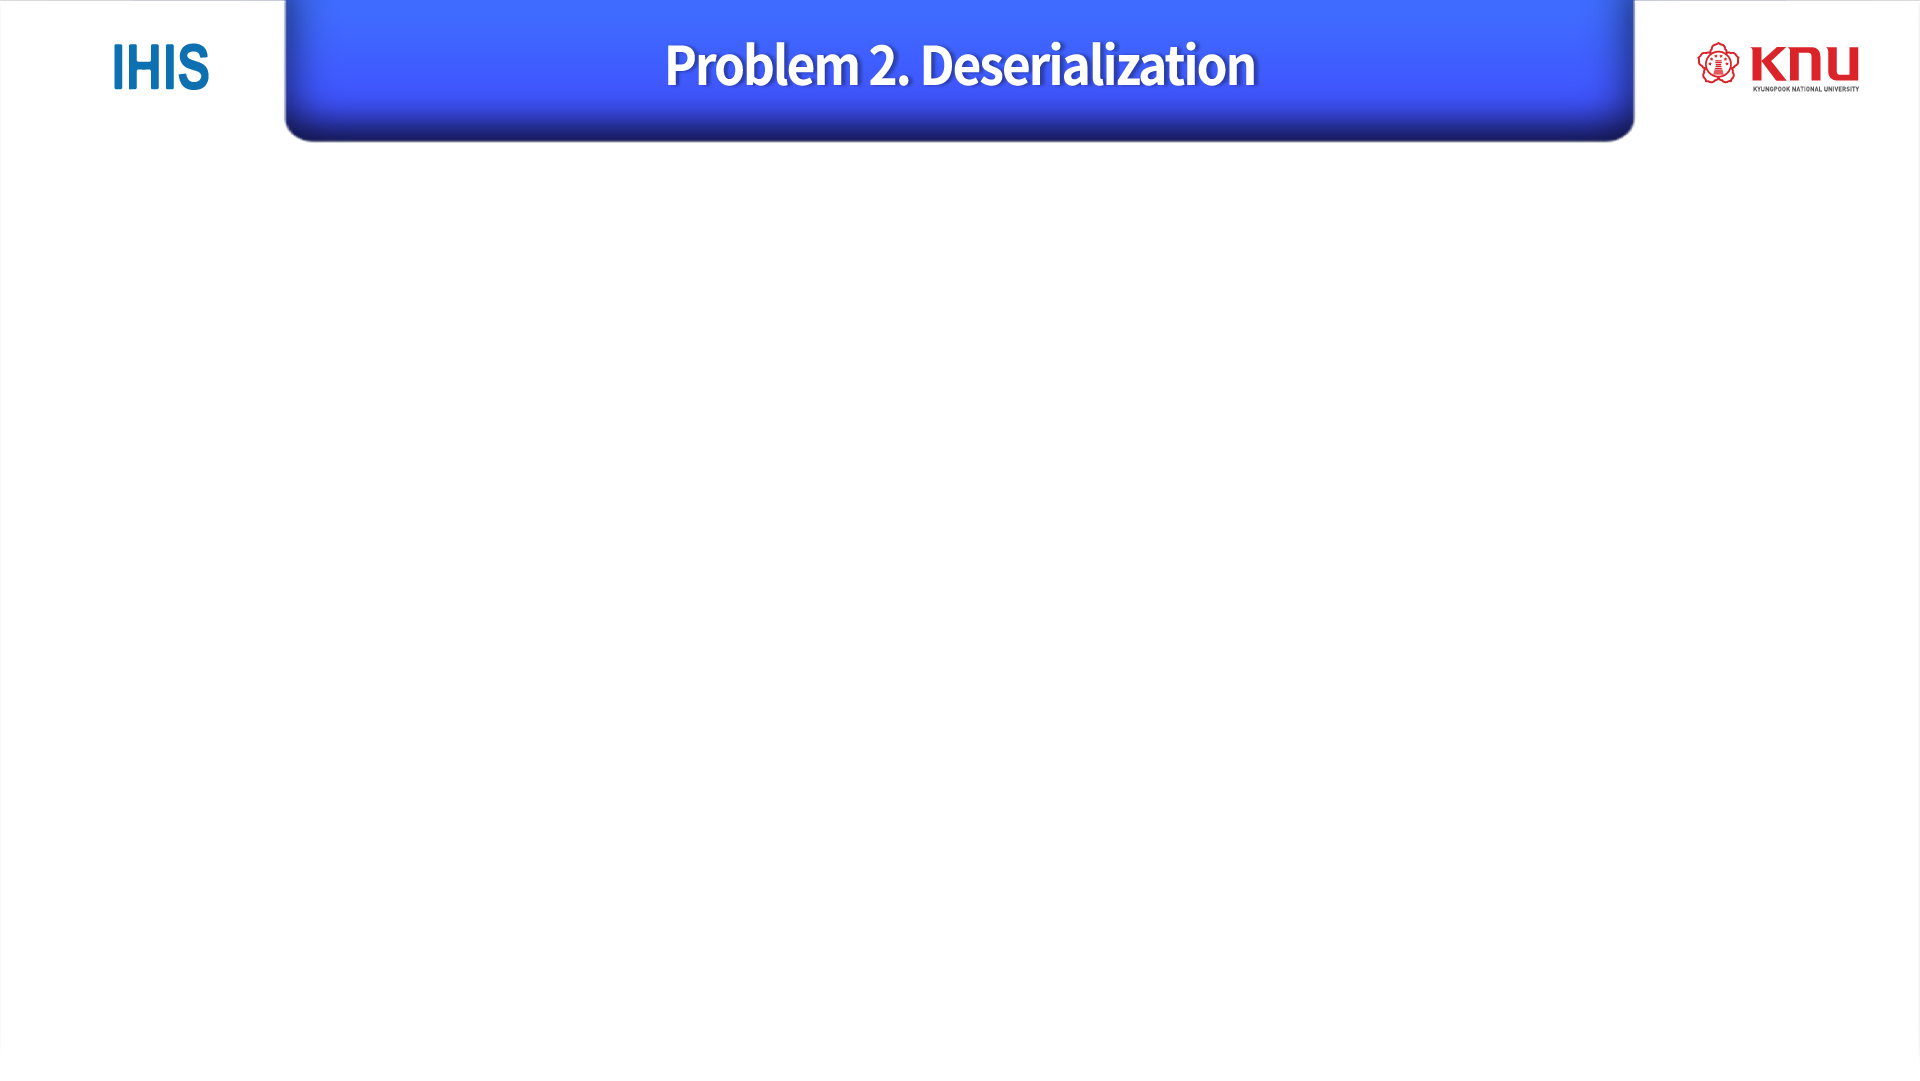 IHIS
Problem 2. Deserialization
KNU
KYUNGPOOK NATIONAL UNIVERSITY